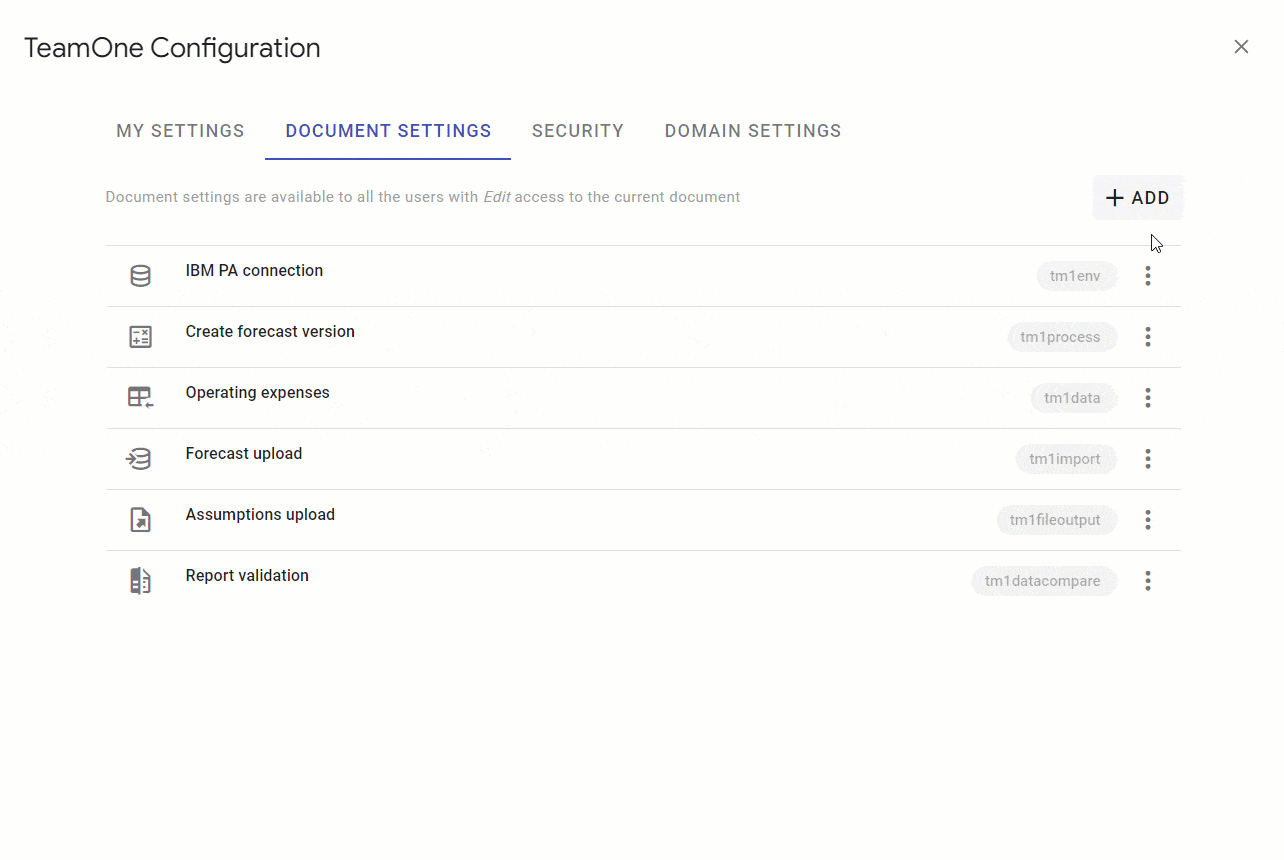 TeamOne Configuration
MY SETTINGS DOCUMENT SETTINGS SECURITY DOMAIN SETTINGS
Document settings are available to all the users with Edit access to the current document
ADD
IBM PA connection tm1env
Create forecast version tm1process
Operating expenses tm1data
Forecast upload tm1import
Assumptions upload tm1fileoutput
Report validation tm1datacompare